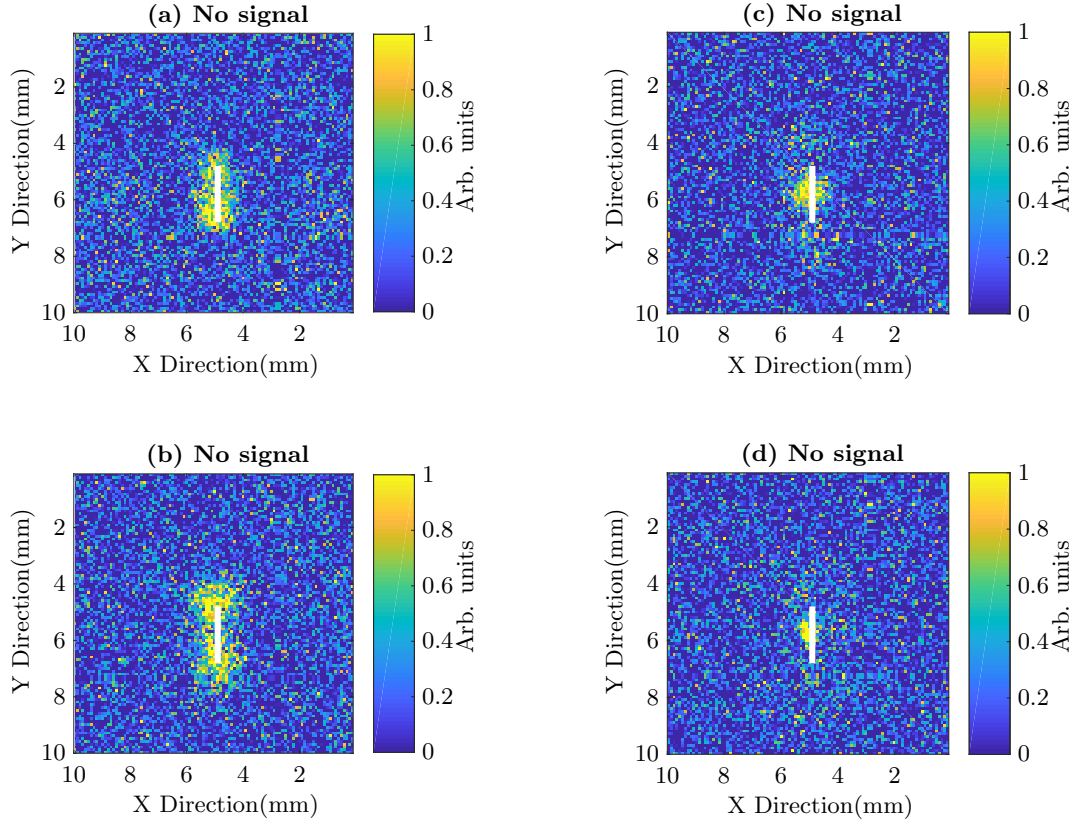 (a) No signal
2
4
6
8
10
10 8 6 4 2
Y Direction(mm)
X Direction(mm)
1
0.8
0.6
0.4
0.2
0
Arb. units
(c) No signal
2
4
6
8
10
10 8 6 4 2
Y Direction(mm)
X Direction(mm)
1
0.8
0.6
0.4
0.2
0
Arb. units
(b) No signal
2
4
6
8
10
10 8 6 4 2
Y Direction(mm)
X Direction(mm)
1
0.8
0.6
0.4
0.2
0
Arb. units
(d) No signal
2
4
6
8
10
10 8 6 4 2
Y Direction(mm)
X Direction(mm)
1
0.8
0.6
0.4
0.2
0
Arb. units